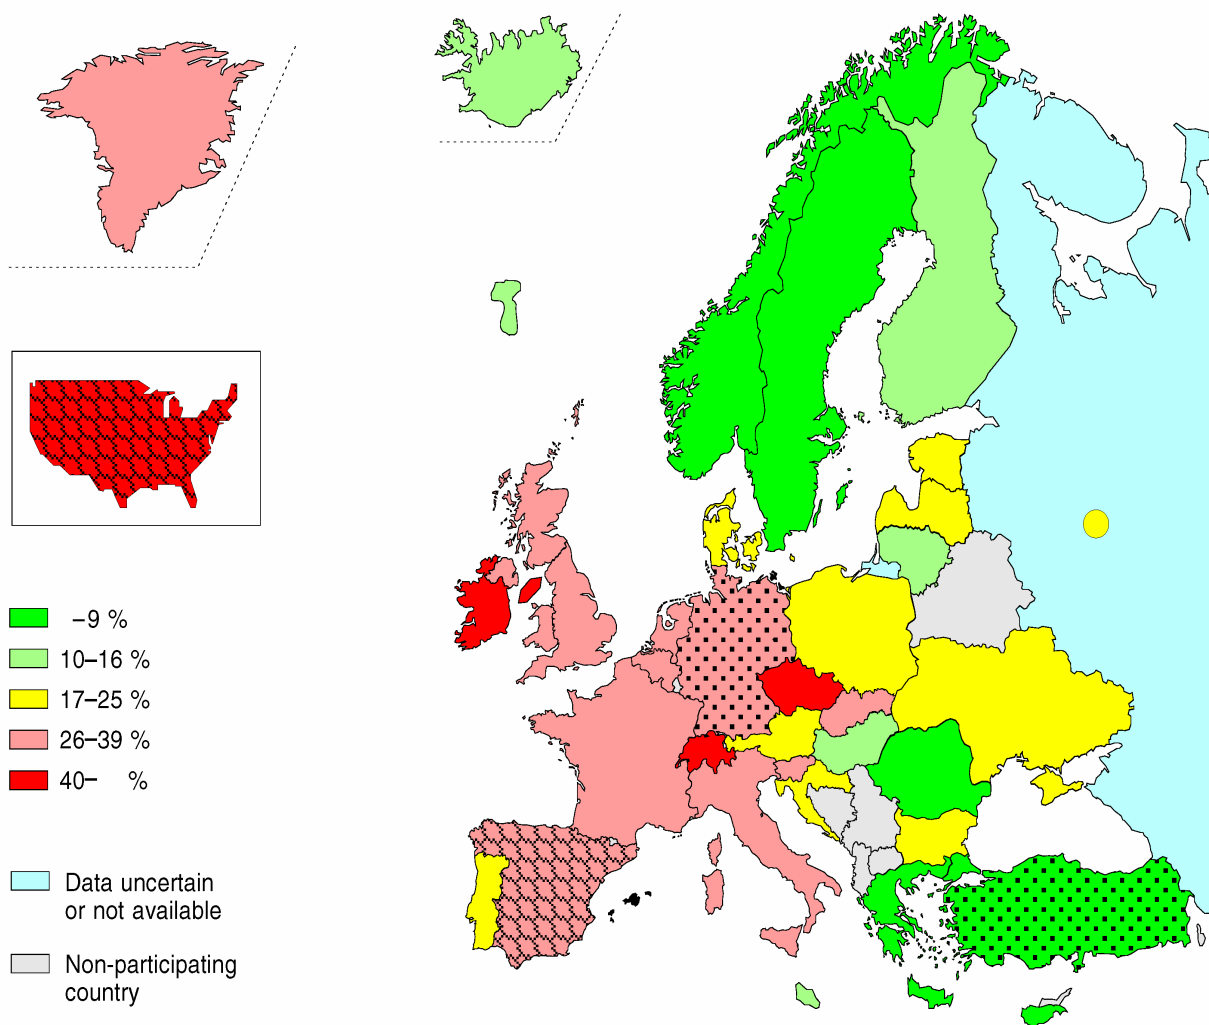 –9 %
10–16 %
17–25 %
26–39 %
40– %
Data uncertain
or not available
Non-participating
country